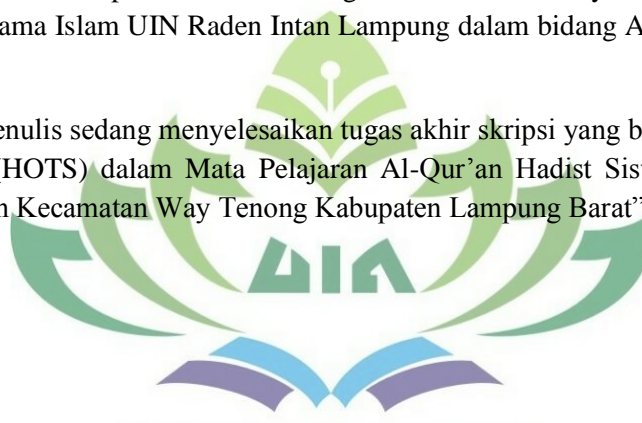 ama Islam UIN Raden Intan Lampung dalam bidang A
enulis sedang menyelesaikan tugas akhir skripsi yang b
(HOTS) dalam Mata Pelajaran Al-Qur'an Hadist Sis
Kecamatan Way Tenong Kabupaten Lampung Barat”
UIN